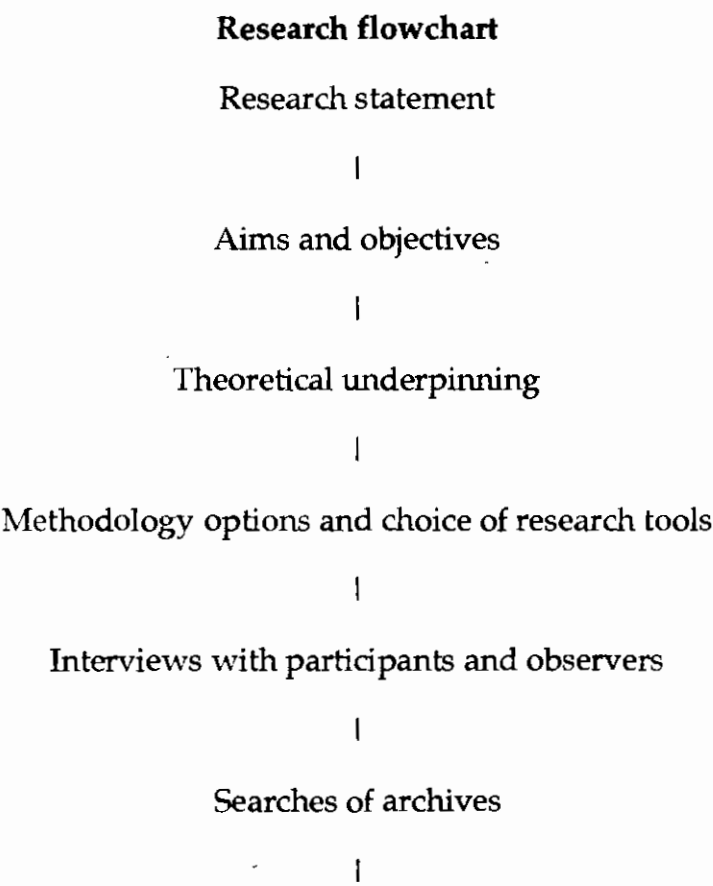 Research flowchart
Research statement
|
Aims and objectives
|
Theoretical underpinning
|
Methodology options and choice of research tools
|
Interviews with participants and observers
|
Searches of archives
|